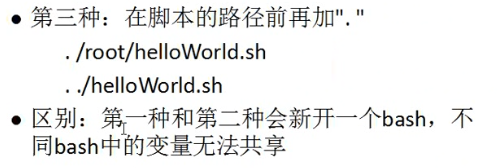 ● 第三种：在脚本的路径前再加"."
. /root/helloWorld.sh
. ./helloWorld.sh
● 区别：第一种和第二种会新开一个bash，不
同bash中的变量无法共享